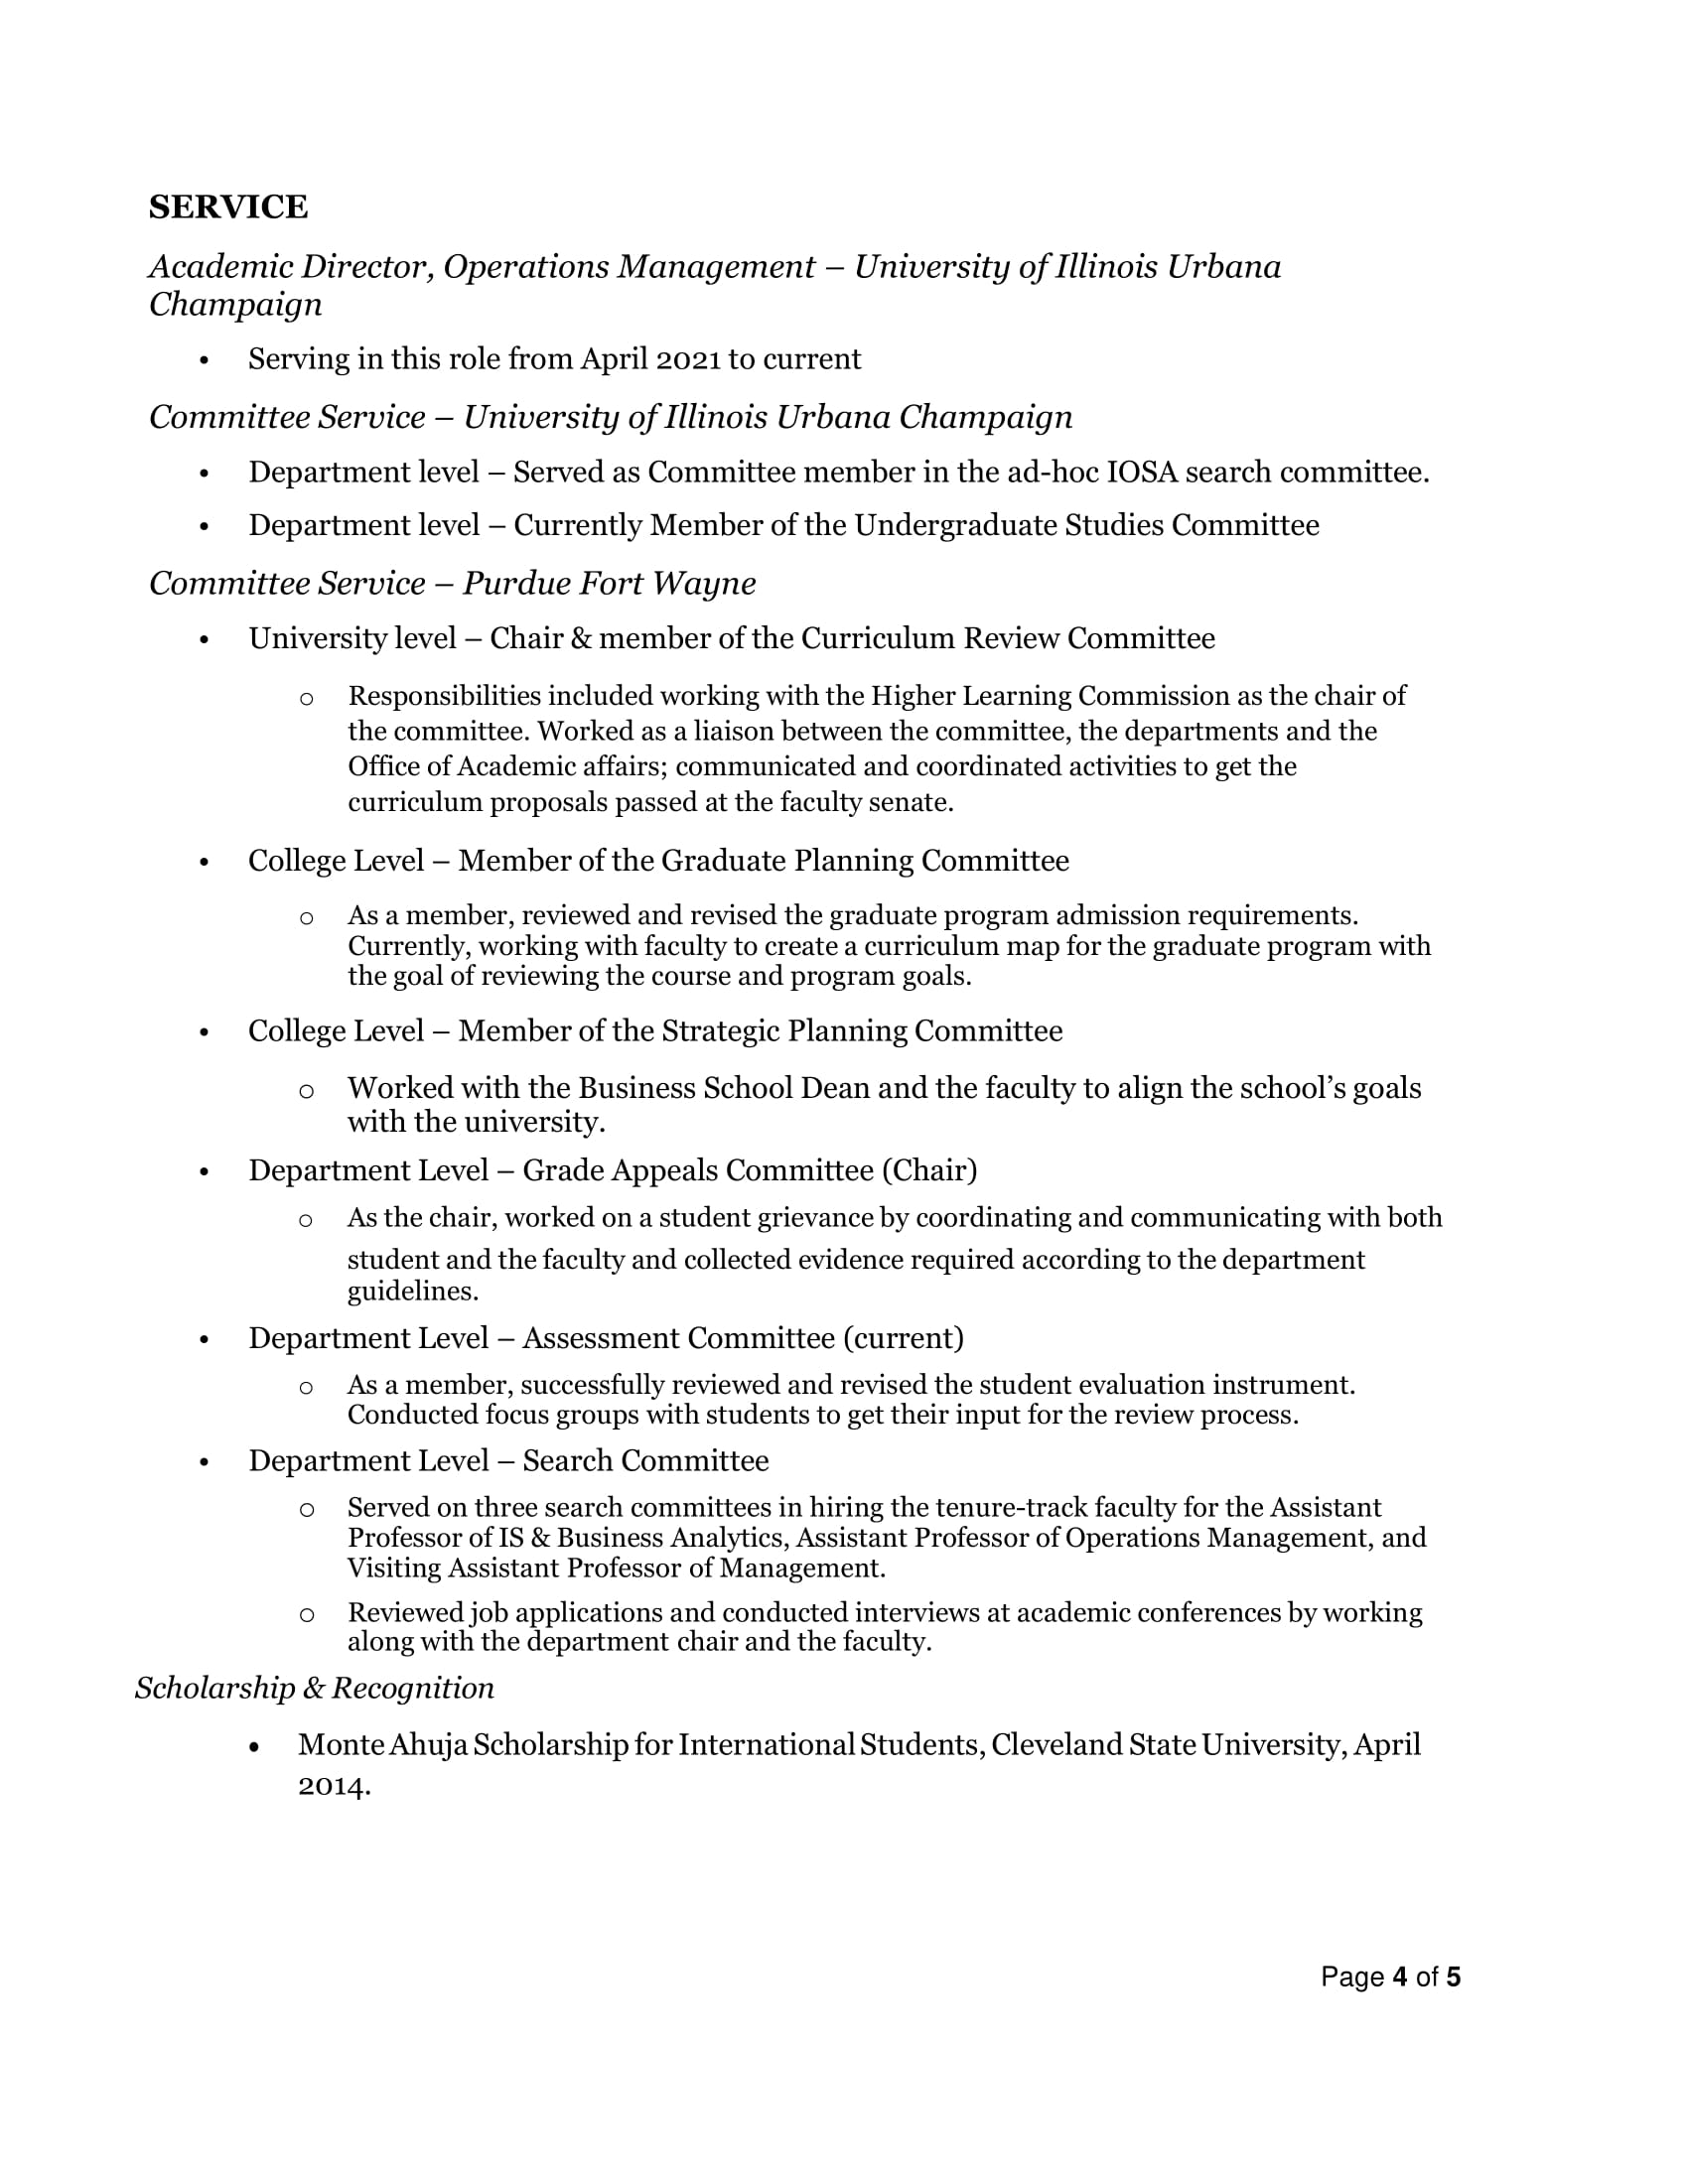 SERVICE
Academic Director, Operations Management – University of Illinois Urbana
Champaign
• Serving in this role from April 2021 to current
Committee Service – University of Illinois Urbana Champaign
• Department level – Served as Committee member in the ad-hoc IOSA search committee.
• Department level – Currently Member of the Undergraduate Studies Committee
Committee Service – Purdue Fort Wayne
• University level – Chair & member of the Curriculum Review Committee
o Responsibilities included working with the Higher Learning Commission as the chair of
the committee. Worked as a liaison between the committee, the departments and the
Office of Academic affairs; communicated and coordinated activities to get the
curriculum proposals passed at the faculty senate.
• College Level – Member of the Graduate Planning Committee
o As a member, reviewed and revised the graduate program admission requirements.
Currently, working with faculty to create a curriculum map for the graduate program with
the goal of reviewing the course and program goals.
• College Level – Member of the Strategic Planning Committee
o Worked with the Business School Dean and the faculty to align the school’s goals
with the university.
• Department Level – Grade Appeals Committee (Chair)
o As the chair, worked on a student grievance by coordinating and communicating with both
student and the faculty and collected evidence required according to the department
guidelines.
• Department Level – Assessment Committee (current)
o As a member, successfully reviewed and revised the student evaluation instrument.
Conducted focus groups with students to get their input for the review process.
• Department Level – Search Committee
o Served on three search committees in hiring the tenure-track faculty for the Assistant
Professor of IS & Business Analytics, Assistant Professor of Operations Management, and
Visiting Assistant Professor of Management.
o Reviewed job applications and conducted interviews at academic conferences by working
along with the department chair and the faculty.
Scholarship & Recognition
• Monte Ahuja Scholarship for International Students, Cleveland State University, April
2014.
Page 4 of 5